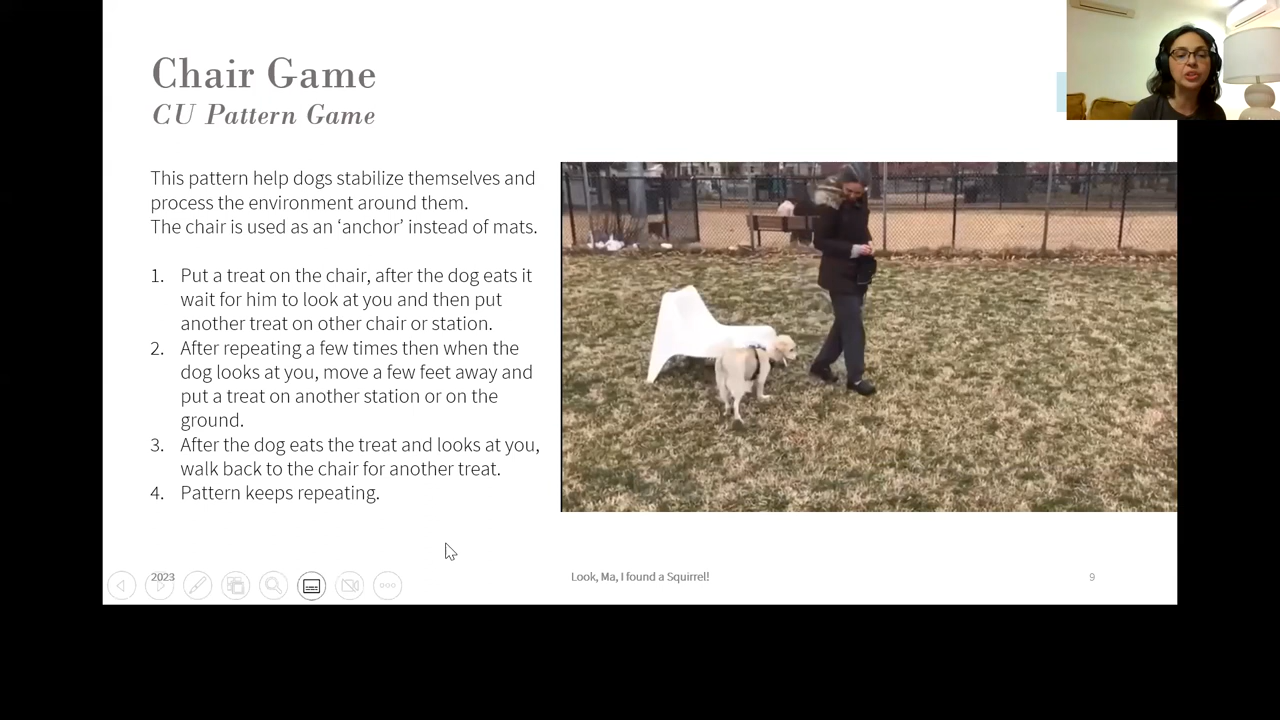 Chair Game
CU Pattern Game
This pattern help dogs stabilize themselves and
process the environment around them.
The chair is used as an ‘anchor’ instead of mats.
1. Put a treat on the chair, after the dog eats it
wait for him to look at you and then put
another treat on other chair or station.
2. After repeating a few times then when the
dog looks at you, move a few feet away and
put a treat on another station or on the
ground.
3. After the dog eats the treat and looks at you,
walk back to the chair for another treat.
4. Pattern keeps repeating.
2023
Look, Ma, I found a Squirrel!
9